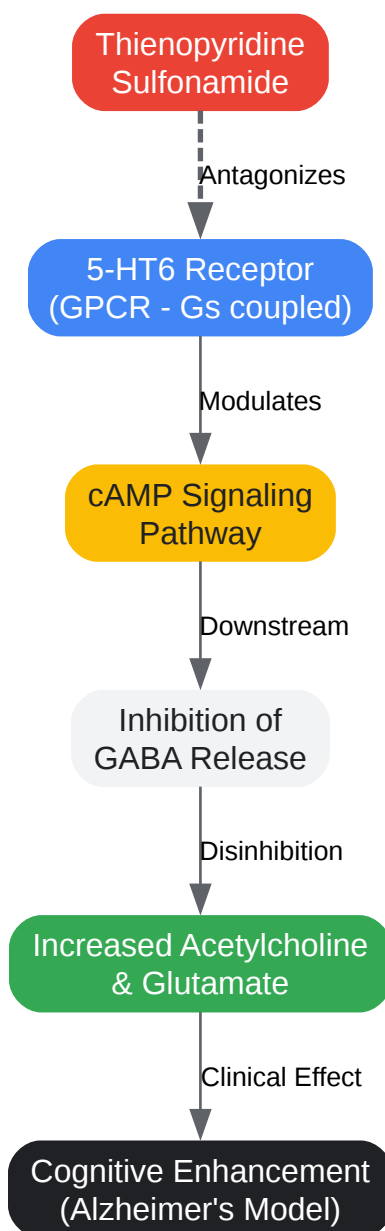 Thienopyridine
Sulfonamide
Antagonizes
5-HT6 Receptor
(GPCR - Gs coupled)
Modulates
cAMP Signaling
Pathway
Downstream
Inhibition of
GABA Release
Disinhibition
Increased Acetylcholine
& Glutamate
Clinical Effect
Cognitive Enhancement
(Alzheimer's Model)